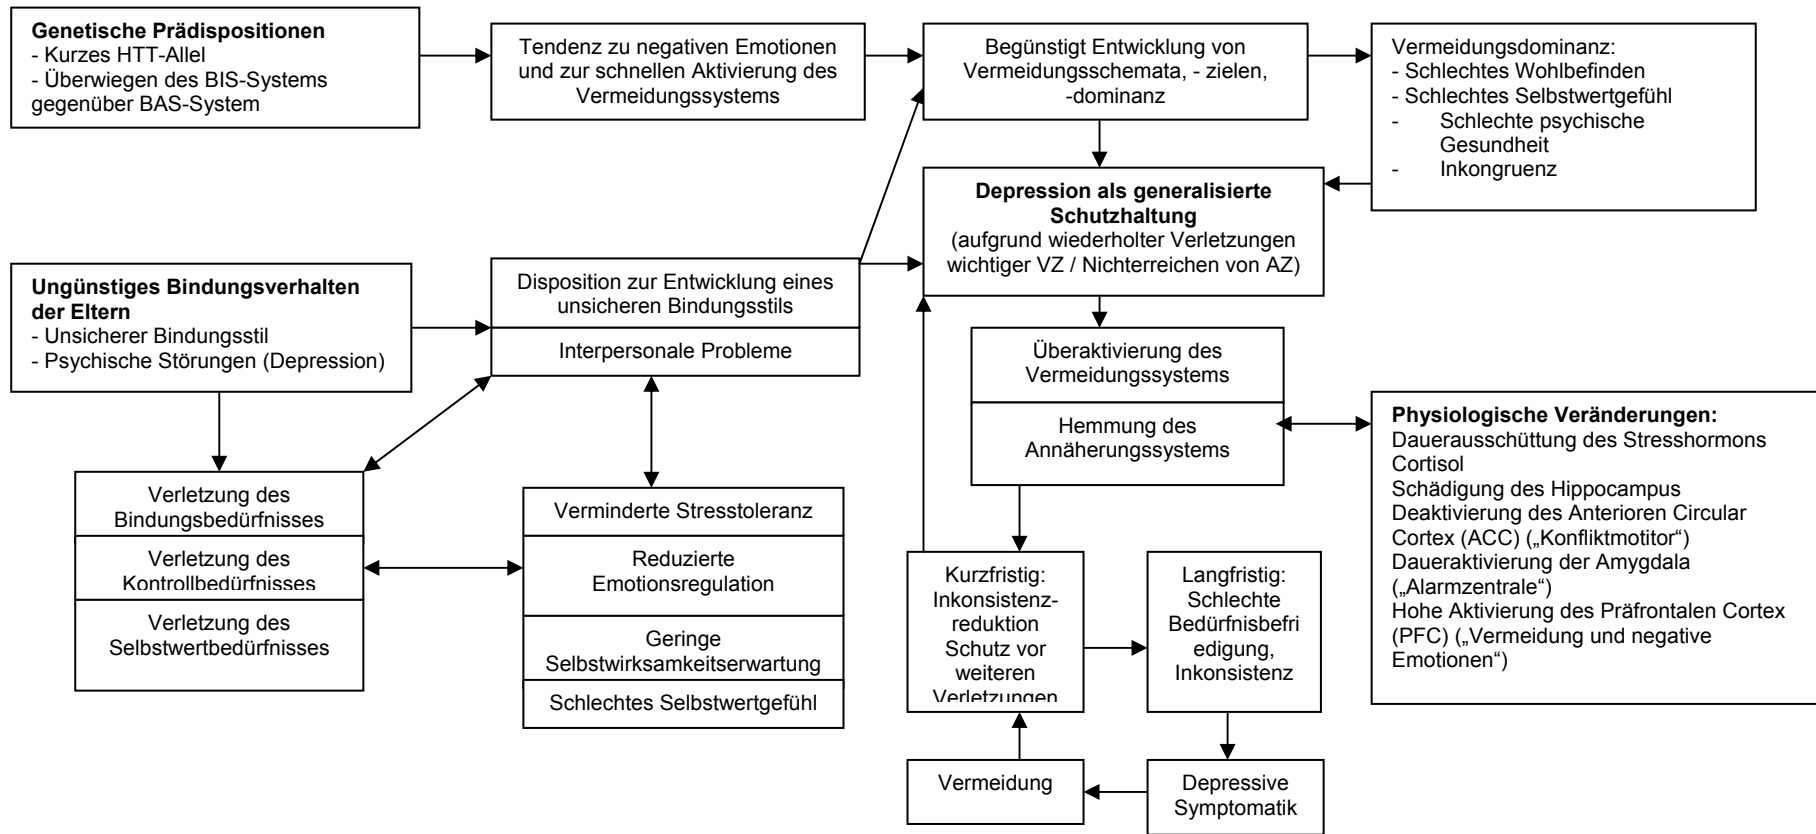 Genetische Prädispositionen
- Kurzes HTT-Allel
- Überwiegen des BIS-Systems
gegenüber BAS-System
Tendenz zu negativen Emotionen
und zur schnellen Aktivierung des
Vermeidungssystems
Begünstigt Entwicklung von
Vermeidungsschemata, - zielen,
-dominanz
Vermeidungsdominanz:
- Schlechtes Wohlbefinden
- Schlechtes Selbstwertgefühl
- Schlechte psychische
Gesundheit
- Inkongruenz
Depression als generalisierte
Schutzhaltung
(aufgrund wiederholter Verletzungen
wichtiger VZ / Nichterreichen von AZ)
Ungünstiges Bindungsverhalten
der Eltern
- Unsicherer Bindungsstil
- Psychische Störungen (Depression)
Disposition zur Entwicklung eines
unsicheren Bindungsstils
Interpersonale Probleme
Überaktivierung des
Vermeidungssystems
Hemmung des
Annäherungssystems
Physiologische Veränderungen:
Dauerausschüttung des Stresshormons
Cortisol
Schädigung des Hippocampus
Deaktivierung des Anterioren Circular
Cortex (ACC) („Konfliktmotitor“)
Daueraktivierung der Amygdala
(„Alarmzentrale“)
Hohe Aktivierung des Präfrontalen Cortex
(PFC) („Vermeidung und negative
Emotionen“)
Verletzung des
Bindungsbedürfnisses
Verletzung des
Kontrollbedürfnisses
Verletzung des
Selbstwertbedürfnisses
Verminderte Stresstoleranz
Reduzierte
Emotionsregulation
Geringe
Selbstwirksamkeitserwartung
Schlechtes Selbstwertgefühl
Kurzfristig:
Inkonsistenz-
reduktion
Schutz vor
weiteren
Verletzungen
Langfristig:
Schlechte
Bedürfnisbefri
edigung,
Inkonsistenz
Vermeidung
Depressive
Symptomatik